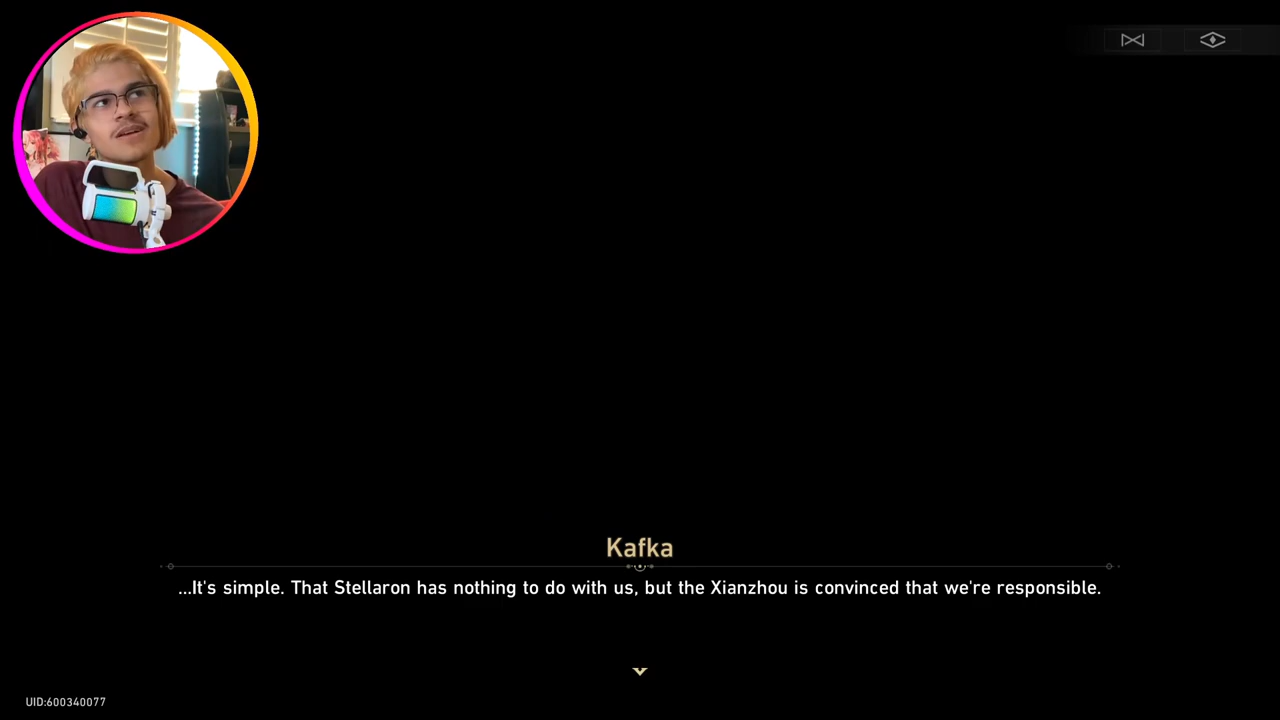 Kafka
...It's simple. That Stellaron has nothing to do with us, but the Xianzhou is convinced that we're responsible.
UID:600340077